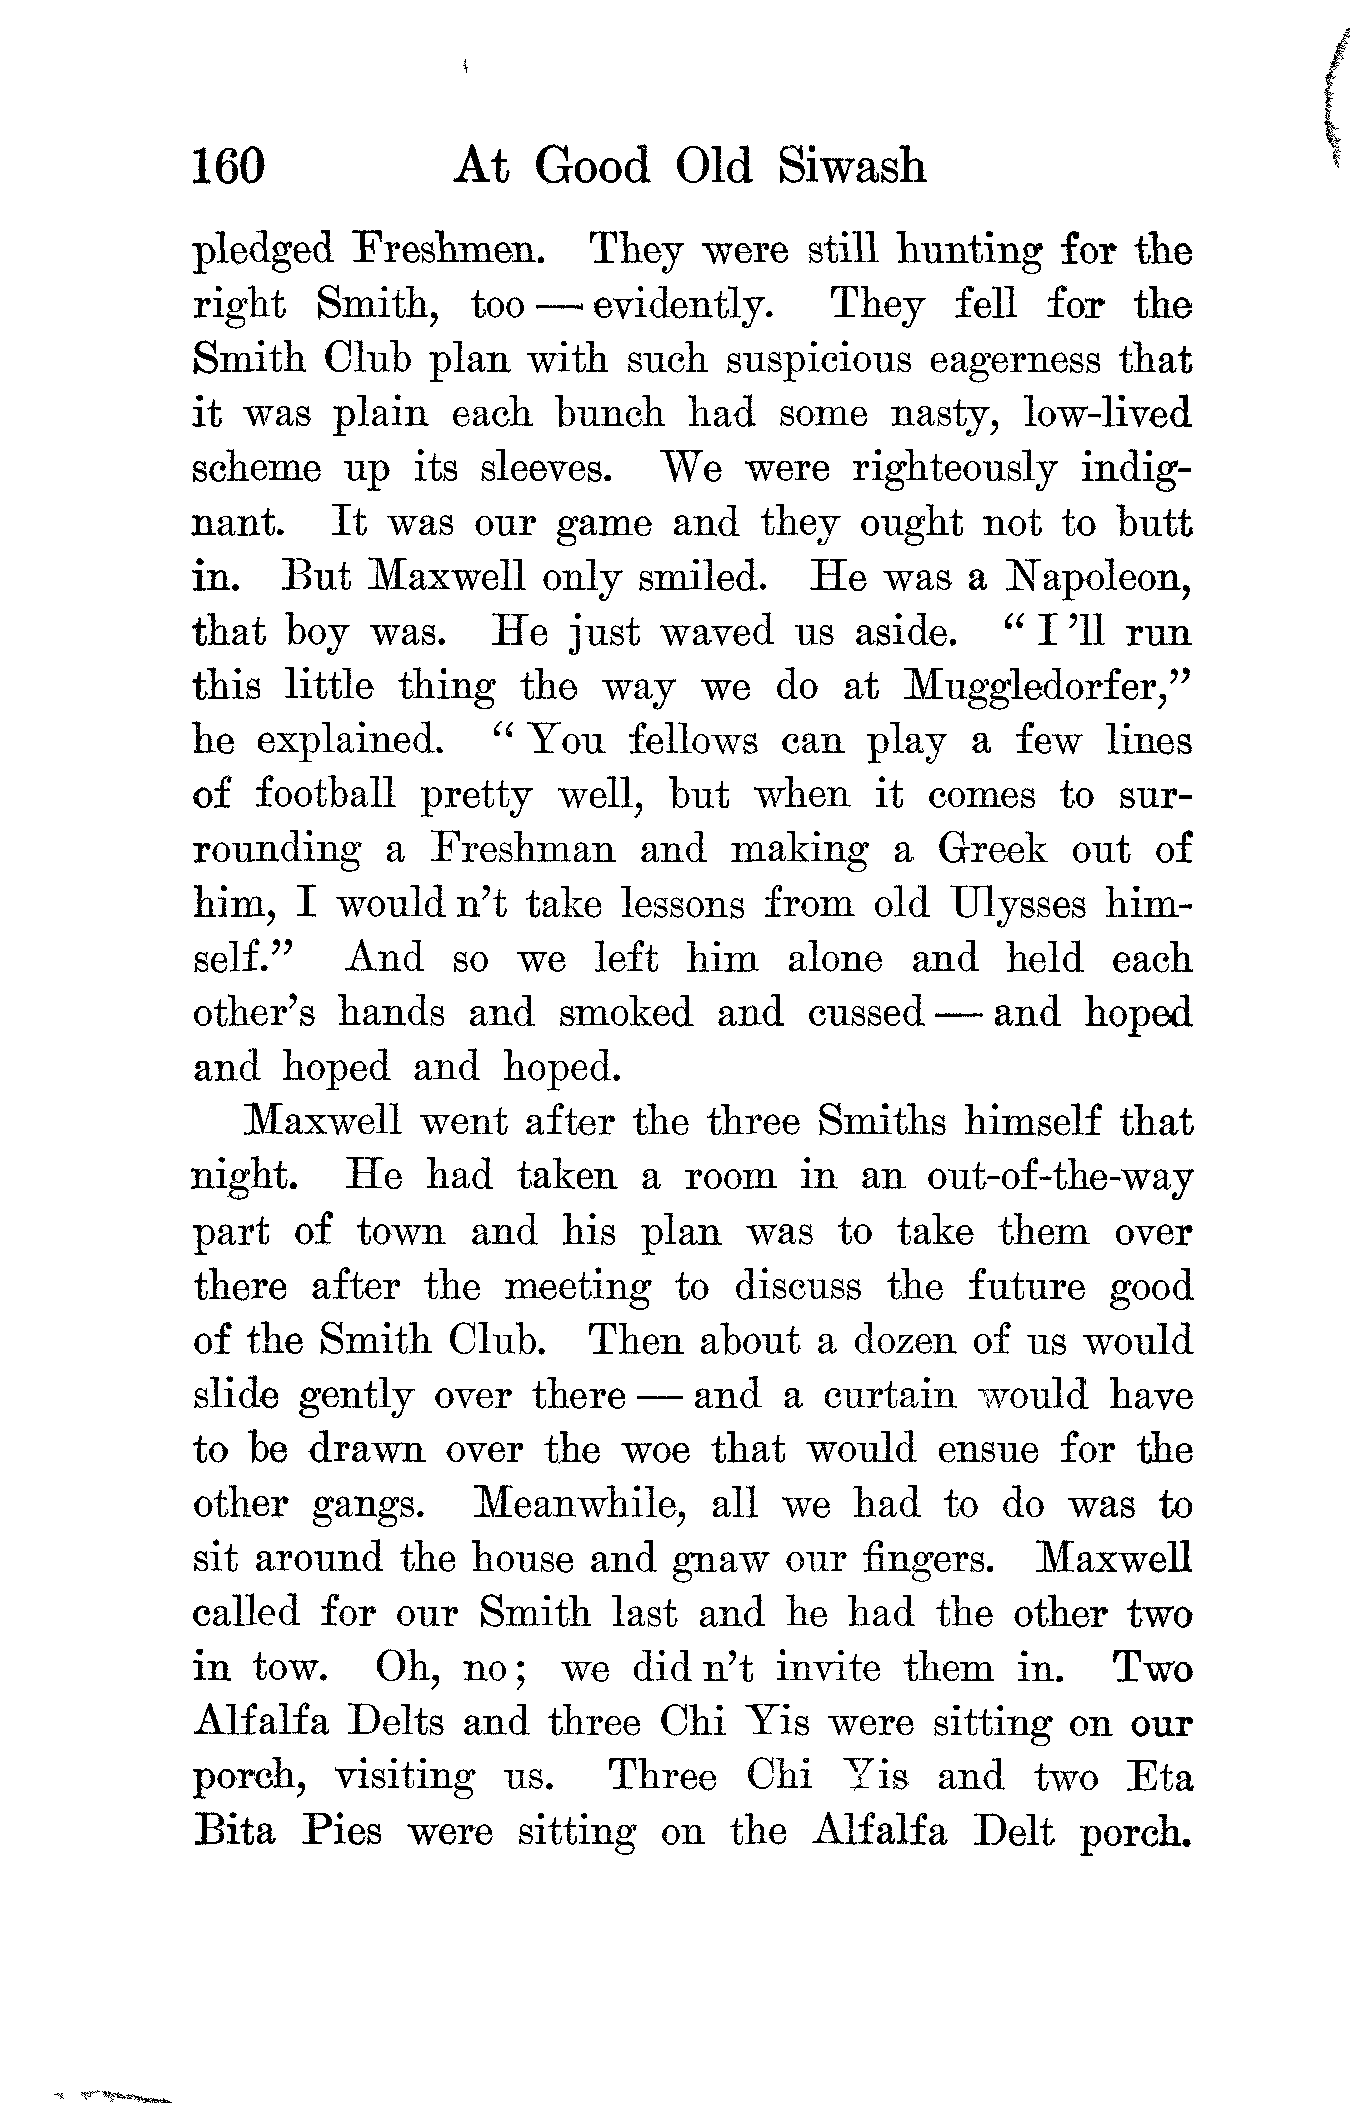 160 At Good Old Siwash
pledged Freshmen. They were still hunting for the
right Smith, too — evidently. They fell for the
Smith Club plan with such suspicious eagerness that
it was plain each bunch had some nasty, low-lived
scheme up its sleeves. We were righteously indig-
nant. It was our game and they ought not to butt
in. But Maxwell only smiled. He was a Napoleon,
that boy was. He just waved us aside. “ I ’ll run
this little thing the way we do at Muggledorfer,”
he explained. “ You fellows can play a few lines
of football pretty well, but when it comes to sur-
rounding a Freshman and making a Greek out of
him, I would n’t take lessons from old Ulysses him-
self.” And so we left him alone and held each
other’s hands and smoked and cussed — and hoped
and hoped and hoped.
Maxwell went after the three Smiths himself that
night. He had taken a room in an out-of-the-way
part of town and his plan was to take them over
there after the meeting to discuss the future good
of the Smith Club. Then about a dozen of us would
slide gently over there — and a curtain would have
to be drawn over the woe that would ensue for the
other gangs. Meanwhile, all we had to do was to
sit around the house and gnaw our fingers. Maxwell
called for our Smith last and he had the other two
in tow. Oh, no; we did n’t invite them in. Two
Alfalfa Delts and three Chi Yis were sitting on our
porch, visiting us. Three Chi Yis and two Eta
Bita Pies were sitting on the Alfalfa Delt porch.